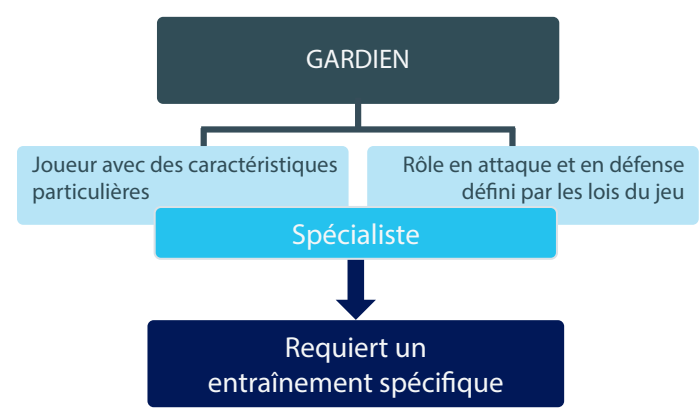 GARDIEN
Joueur avec des caractéristiques
particulières
Rôle en attaque et en défense
défini par les lois du jeu
Spécialiste
Requiert un
entraînement spécifique